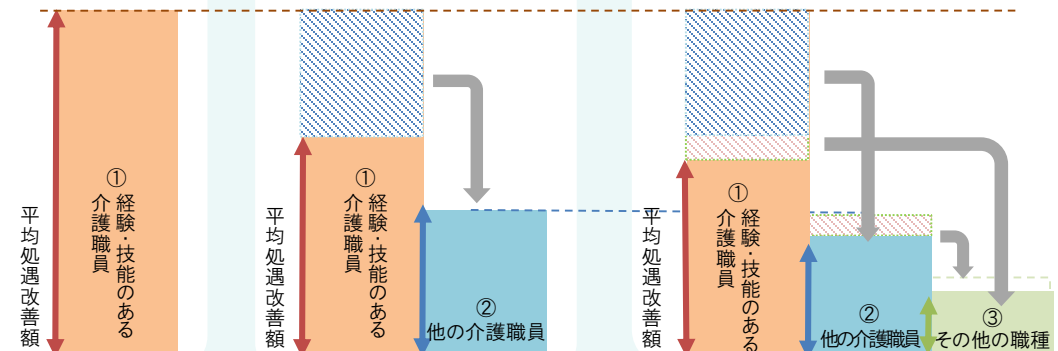 平均処遇改善額
①
経験・技能のある
介護職員
平均処遇改善額
①
経験・技能のある
介護職員
②
他の介護職員
平均処遇改善額
①
経験・技能のある
介護職員
②
他の介護職員
③
その他の職種